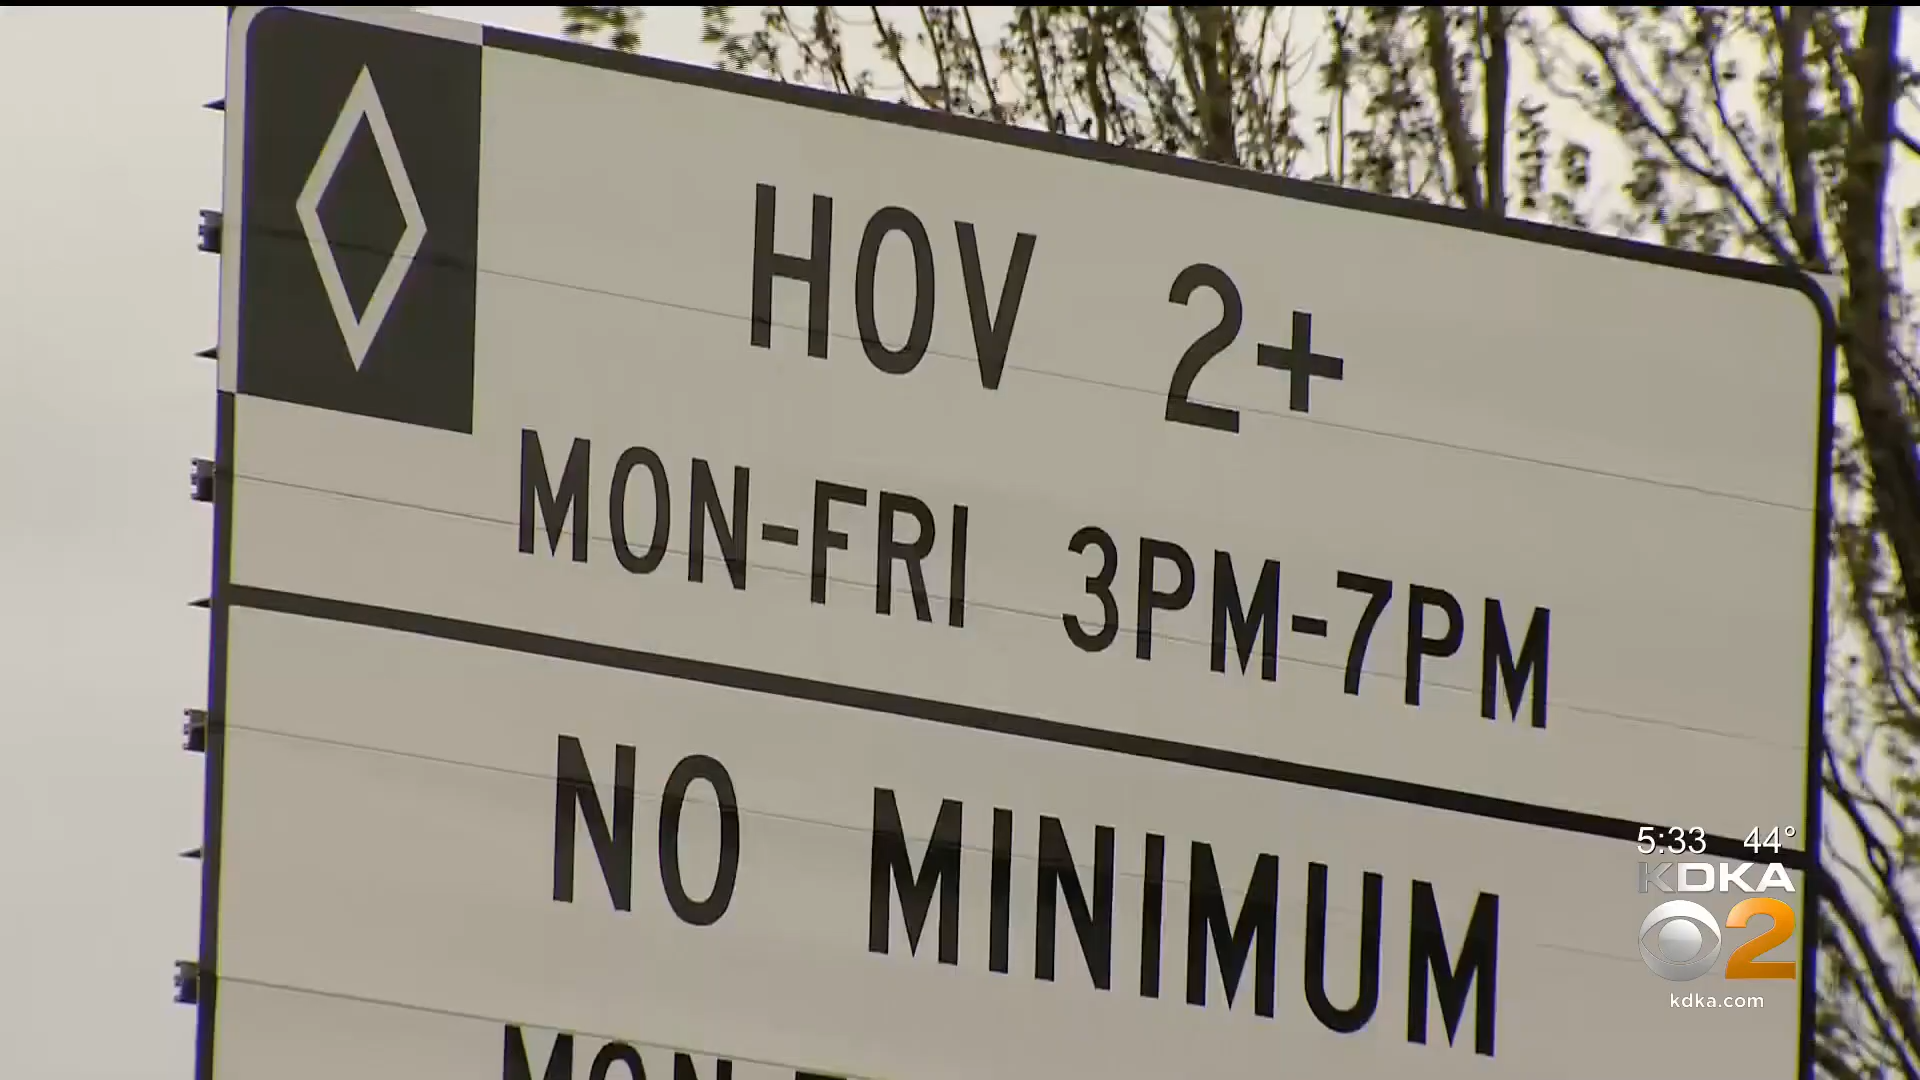 HOV 2+
MON-FRI 3PM-7PM
NO MINIMUM
5:33 44°
KDKA
2
kdka.com